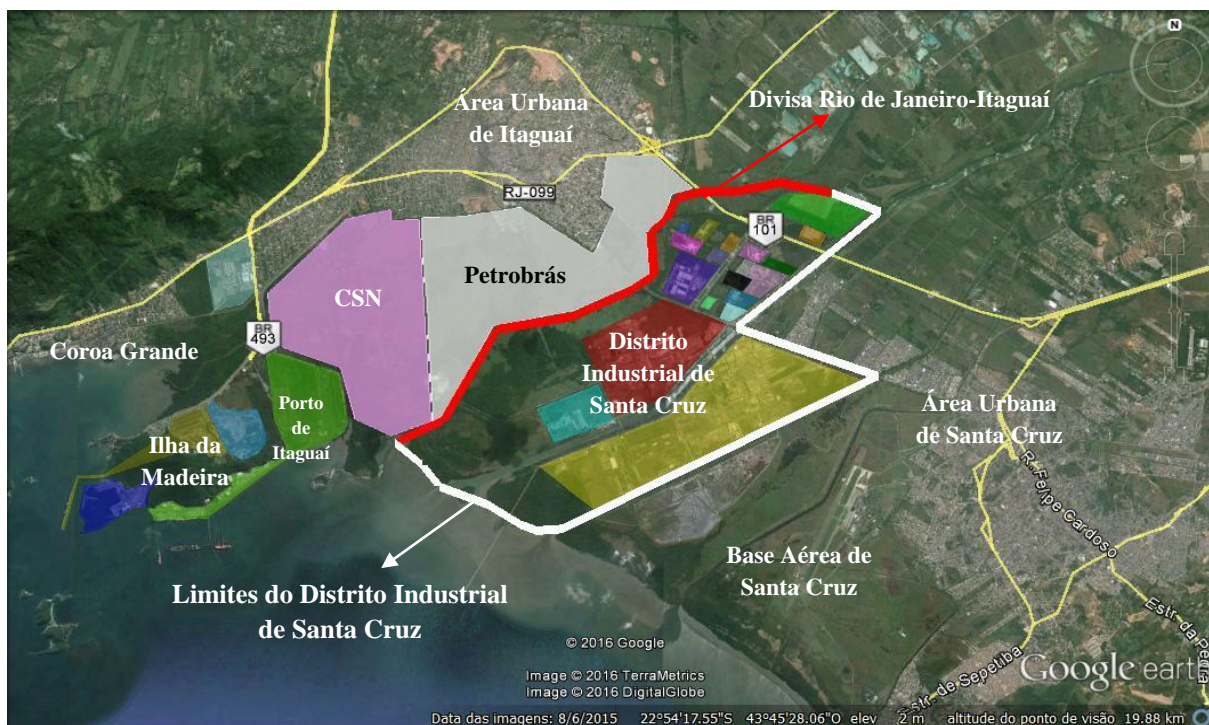 N
Área Urbana
de Itaguaí
Divisa Rio de Janeiro-Itaguaí
RJ-099
BR
101
Petrobrás
CSN
BR
493
Coroa Grande
Distrito
Industrial de
Santa Cruz
Porto
de
Itaguaí
Ilha da
Madeira
Área Urbana
de Santa Cruz
R. Felipe Cardoso
Base Aérea de
Santa Cruz
Limites do Distrito Industrial
de Santa Cruz
Estr. da
Estr. de Sepetiba
© 2016 Google
Image © 2016 TerraMetrics
Image © 2016 DigitalGlobe
Google earth
Data das imagens: 8/6/2015 22°54'17.55"S 43°45'28.06"O elev 2 m altitude do ponto de visão 19.88 km